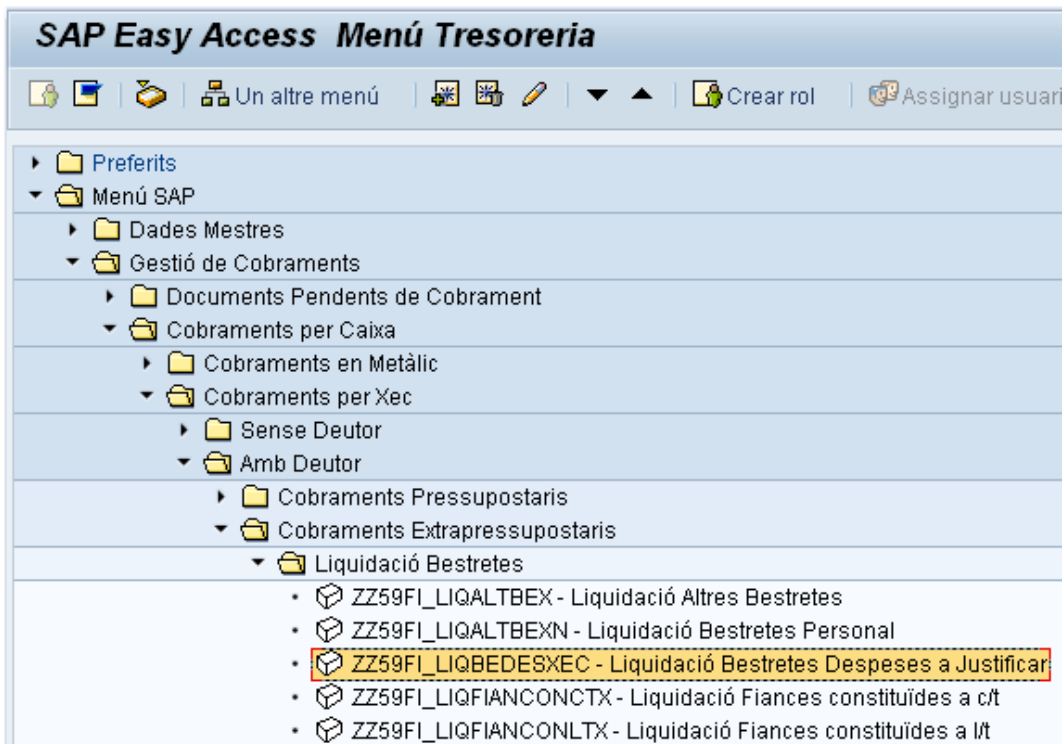 SAP Easy Access Menú Tresoreria
Un altre menú Crear rol Assignar usuari
Preferits
Menú SAP
Dades Mestres
Gestió de Cobraments
Documents Pendents de Cobrament
Cobraments per Caixa
Cobraments en Metàlic
Cobraments per Xec
Sense Deutor
Amb Deutor
Cobraments Pressupostaris
Cobraments Extrapressupostaris
Liquidació Bestretes
ZZ59FI_LIQALTBEX - Liquidació Altres Bestretes
ZZ59FI_LIQALTBEXN - Liquidació Bestretes Personal
ZZ59FI_LIQBEDESXEC - Liquidació Bestretes Despeses a Justificar
ZZ59FI_LIQFIANCONCTX - Liquidació Fiances constituïdes a c/t
ZZ59FI_LIQFIANCONLTX - Liquidació Fiances constituïdes a l/t